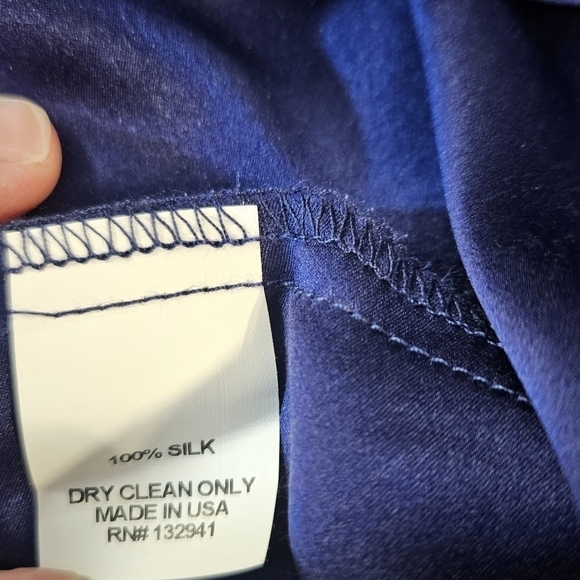 100% SILK
DRY CLEAN ONLY
MADE IN USA
RN# 132941